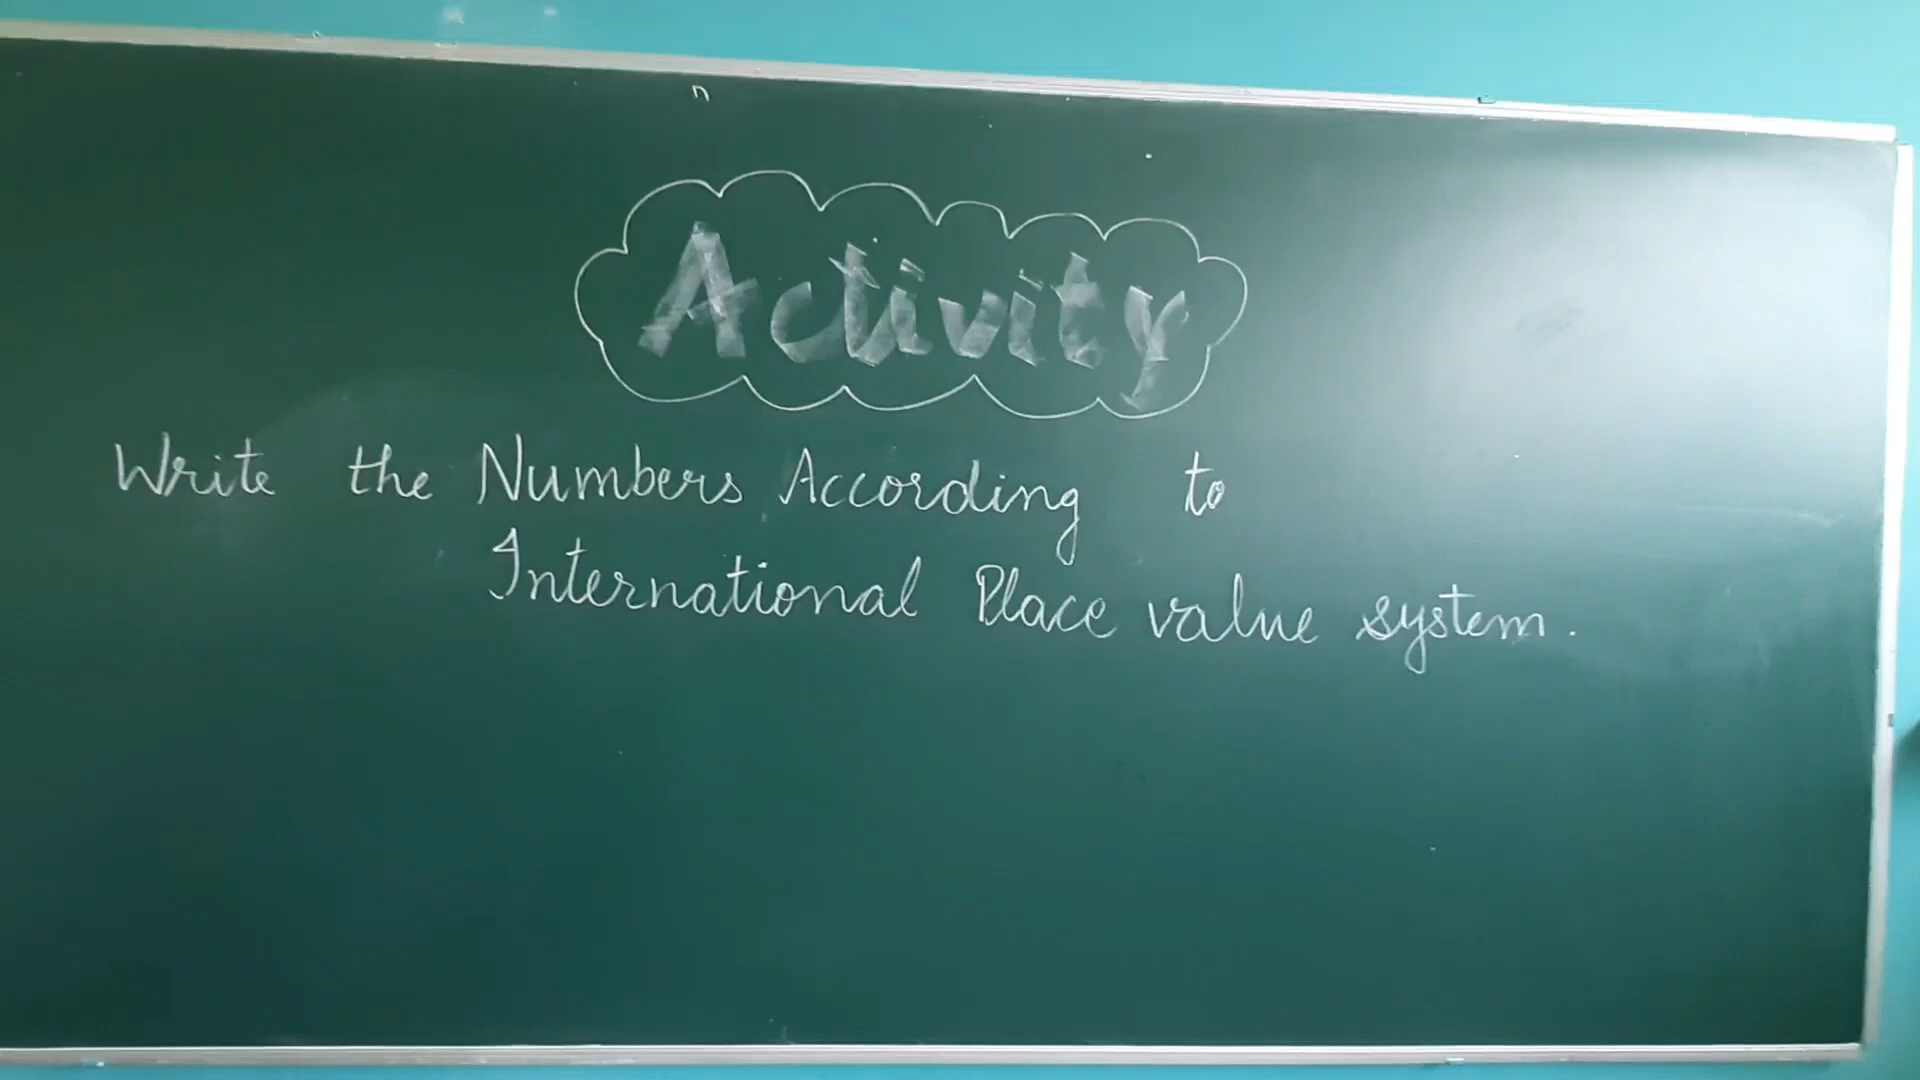 Activity
Write the Numbers According to
International Place value system.